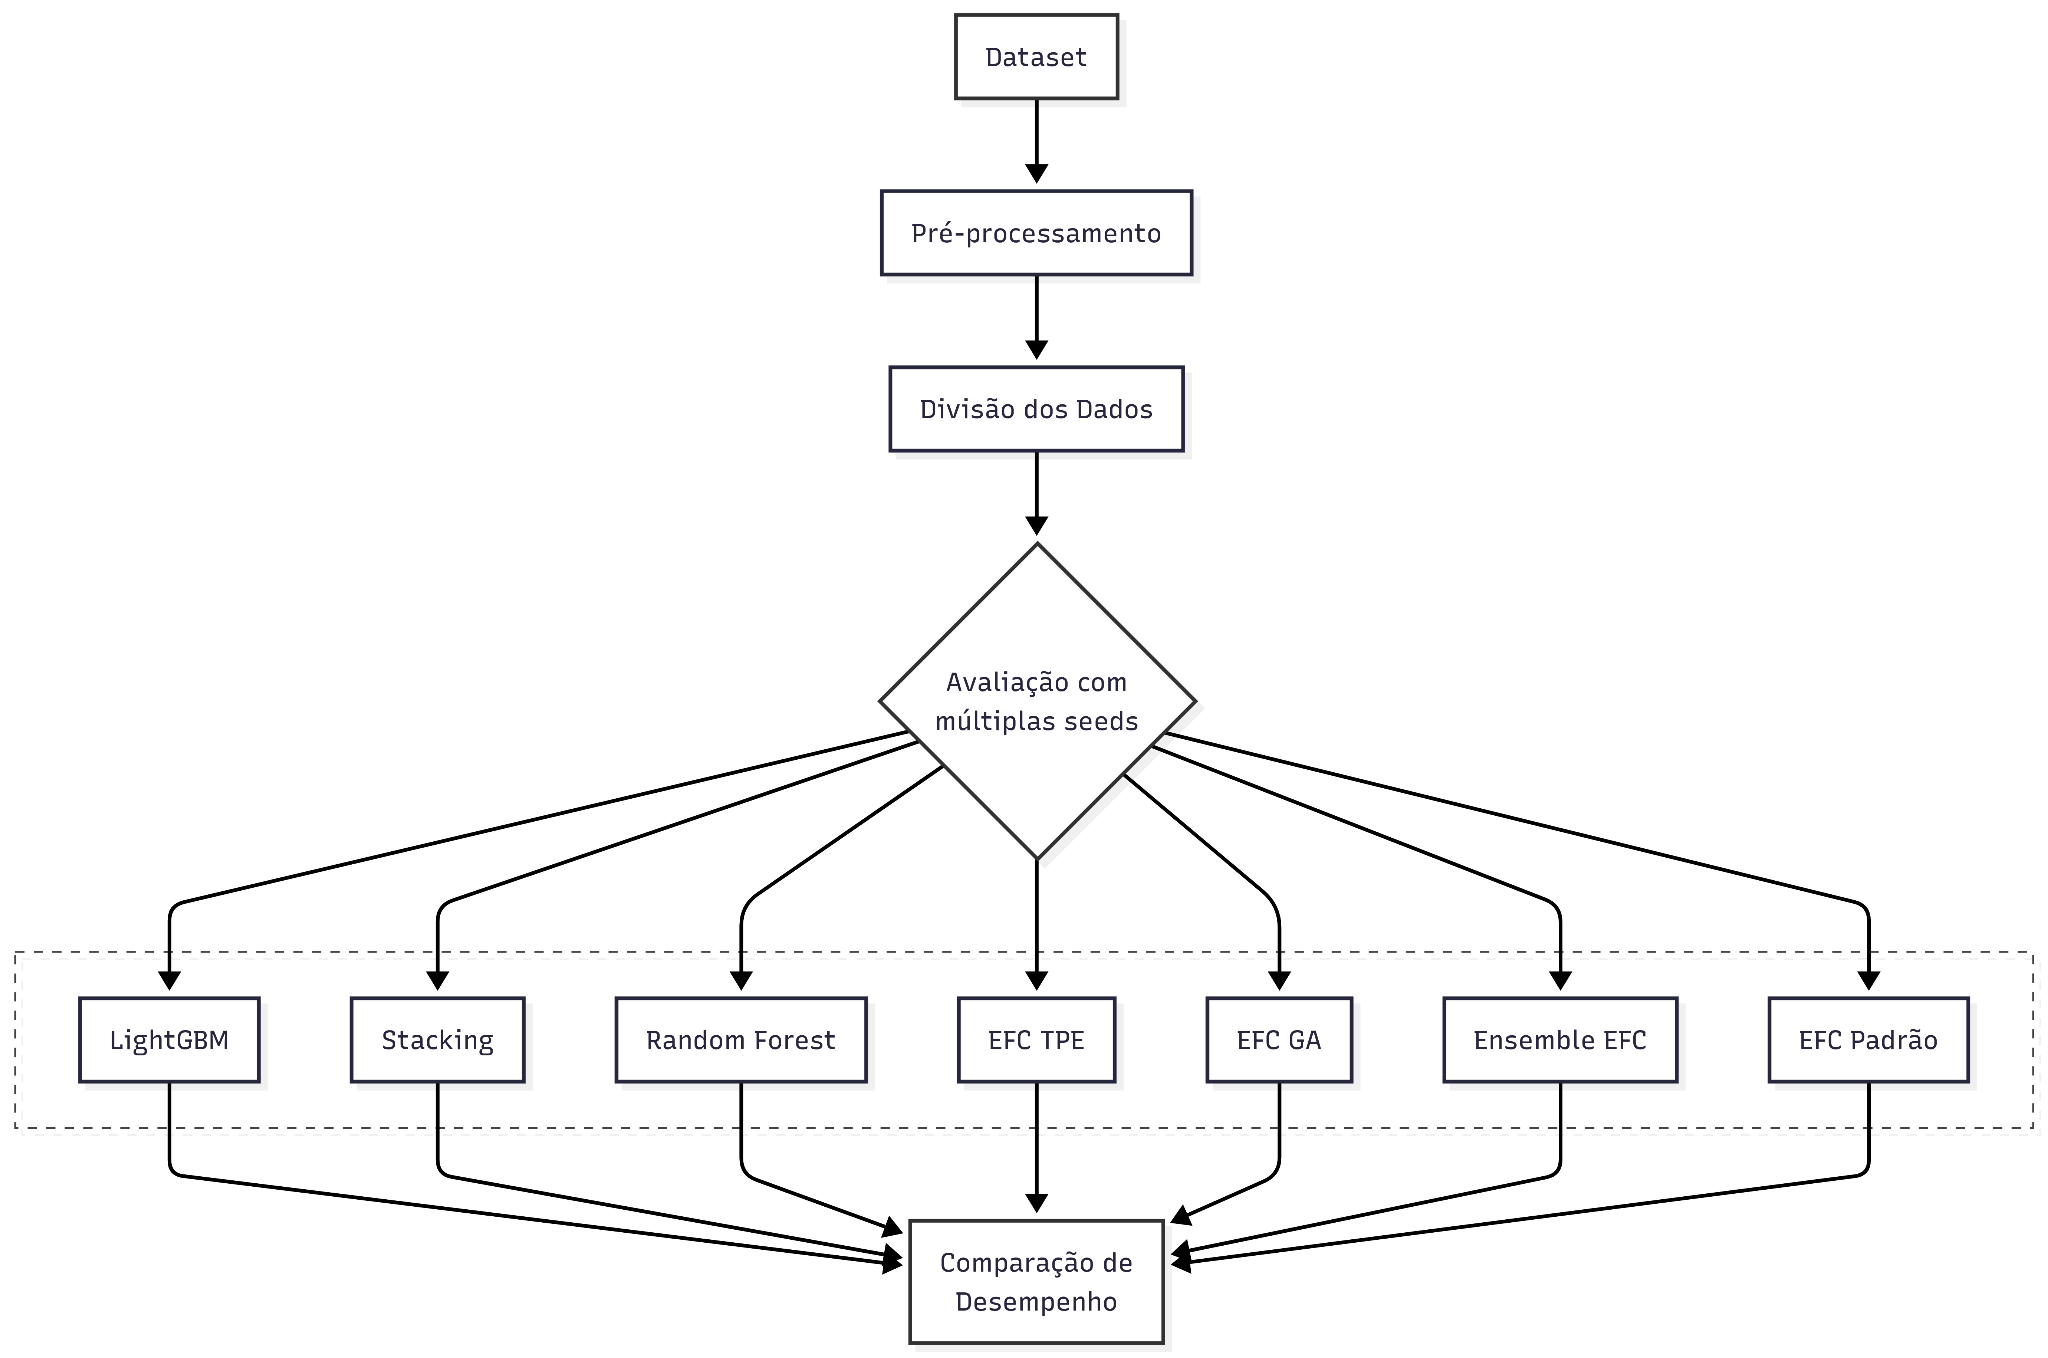 Dataset
Pré-processamento
Divisão dos Dados
Avaliação com
múltiplas seeds
LightGBM
Stacking
Random Forest
EFC TPE
EFC GA
Ensemble EFC
EFC Padrão
Comparação de
Desempenho